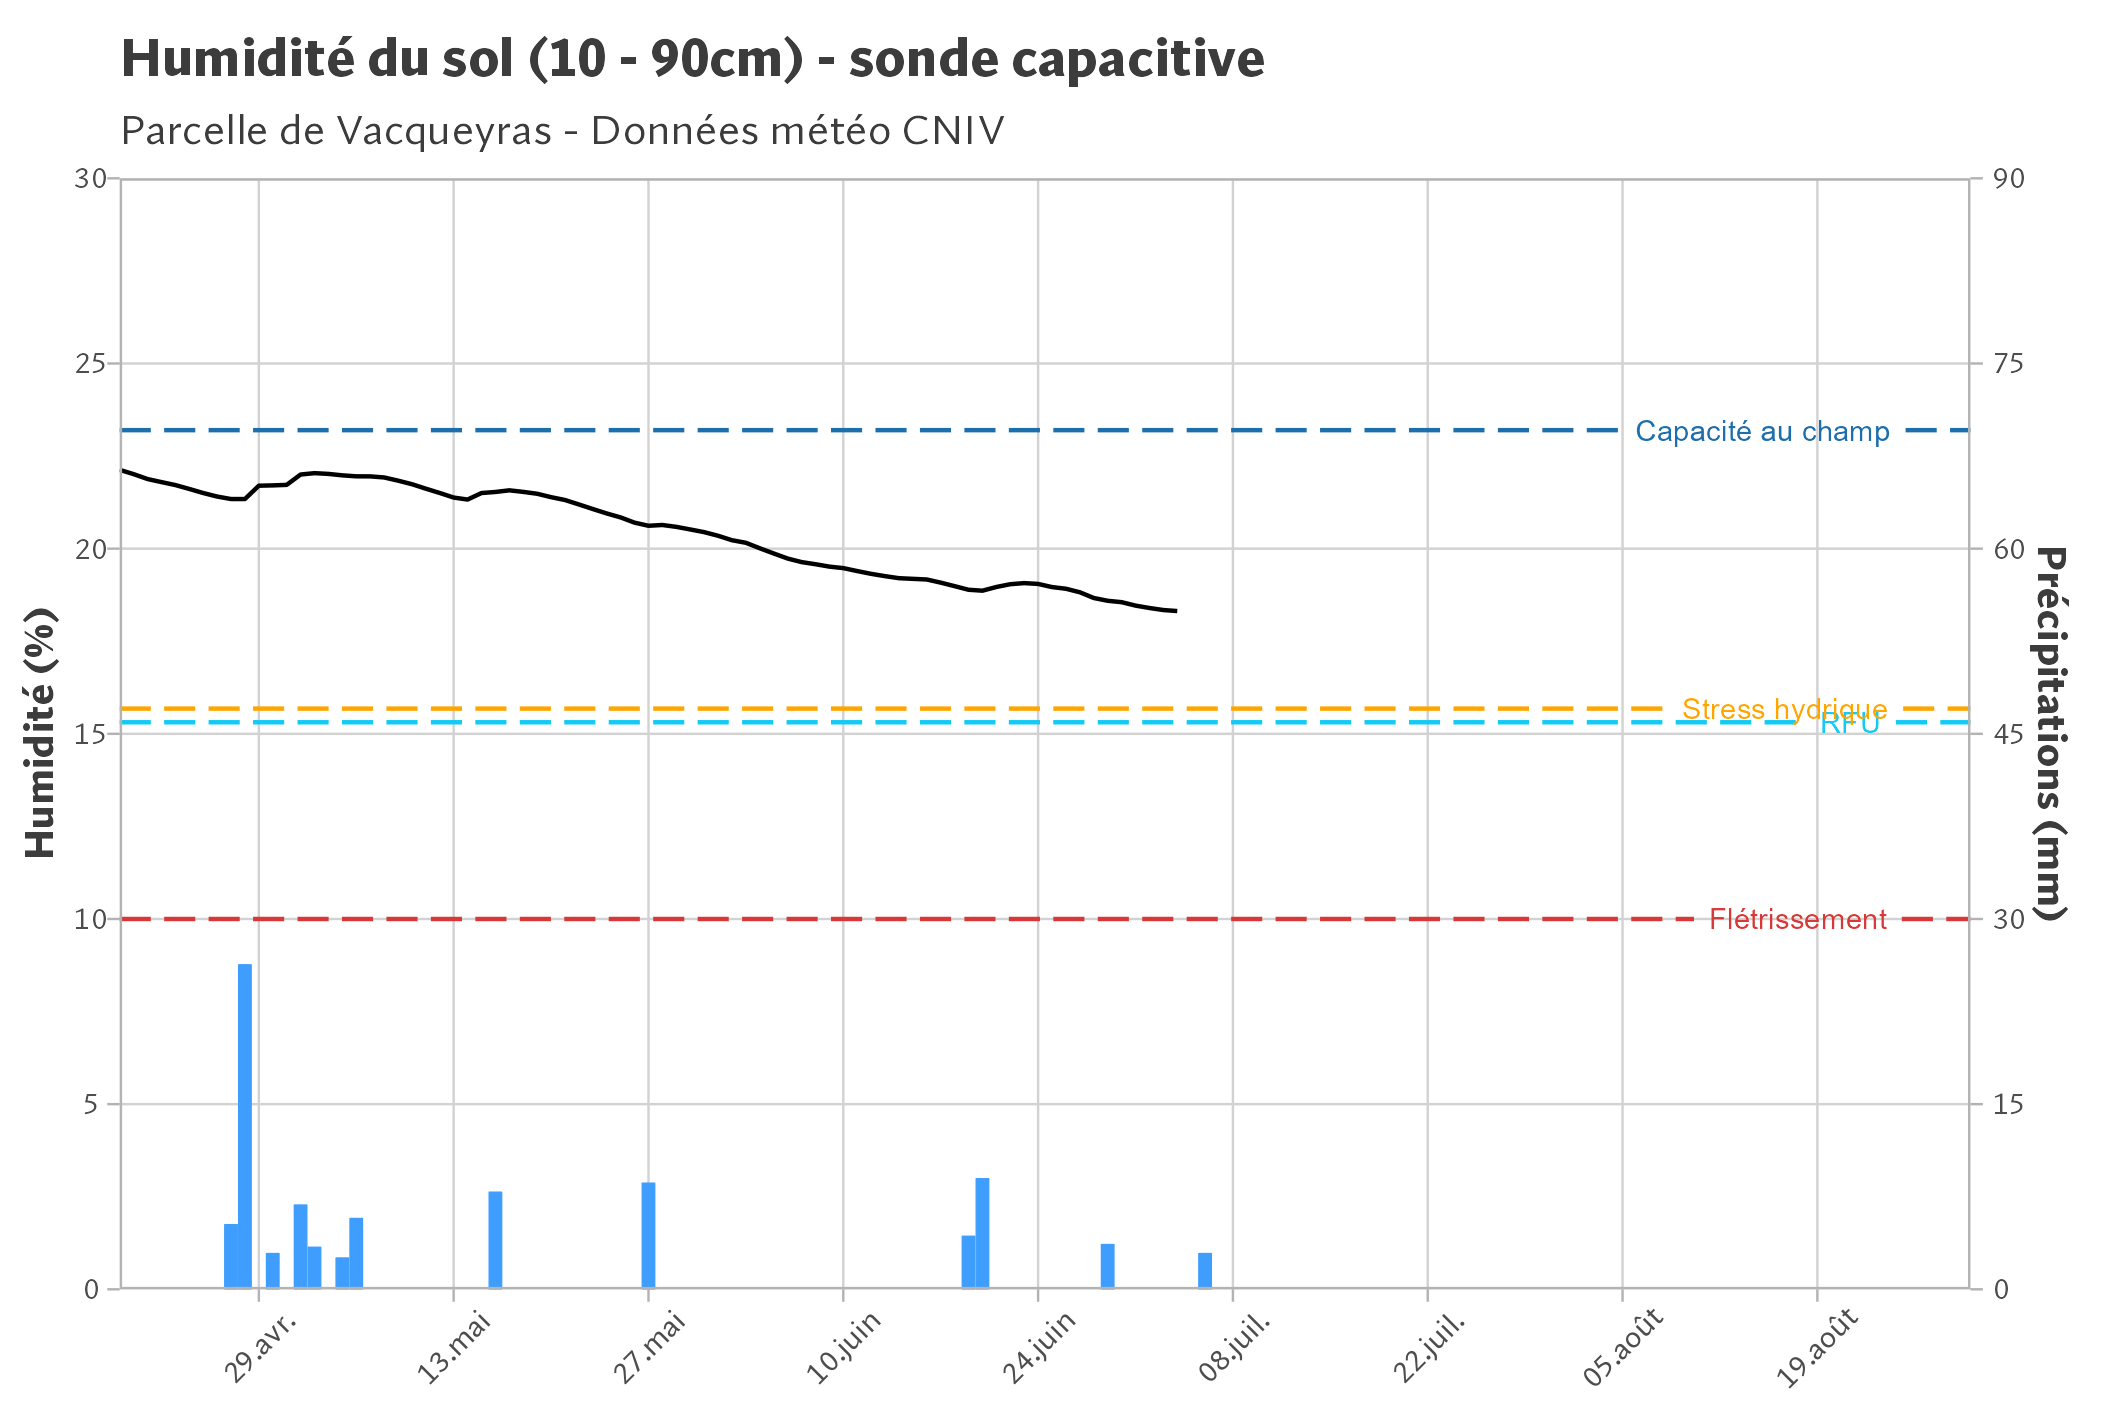 Humidité du sol (10 - 90cm) - sonde capacitive
Parcelle de Vacqueyras - Données météo CNIV
30
25
20
15
10
5
0
Humidité (%)
90
75
60
45
30
15
0
Précipitations (mm)
Capacité au champ
Stress hydrique
RFU
Flétrissement
29.avr.
13.mai
27.mai
10.juin
24.juin
08.juil.
22.juil.
05.août
19.août